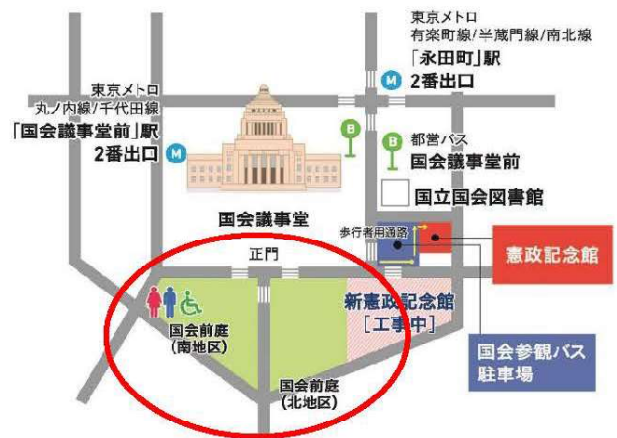 東京メトロ
有楽町線/半蔵門線/南北線
「永田町」駅
M
2番出口
東京メトロ
丸ノ内線/千代田線
「国会議事堂前」駅
2番出口
M
B
B
都営バス
国会議事堂前
国立国会図書館
国会議事堂
歩行者用通路
正門
憲政記念館
新憲政記念館
[工事中]
国会前庭
(南地区)
国会参観バス
駐車場
国会前庭
(北地区)